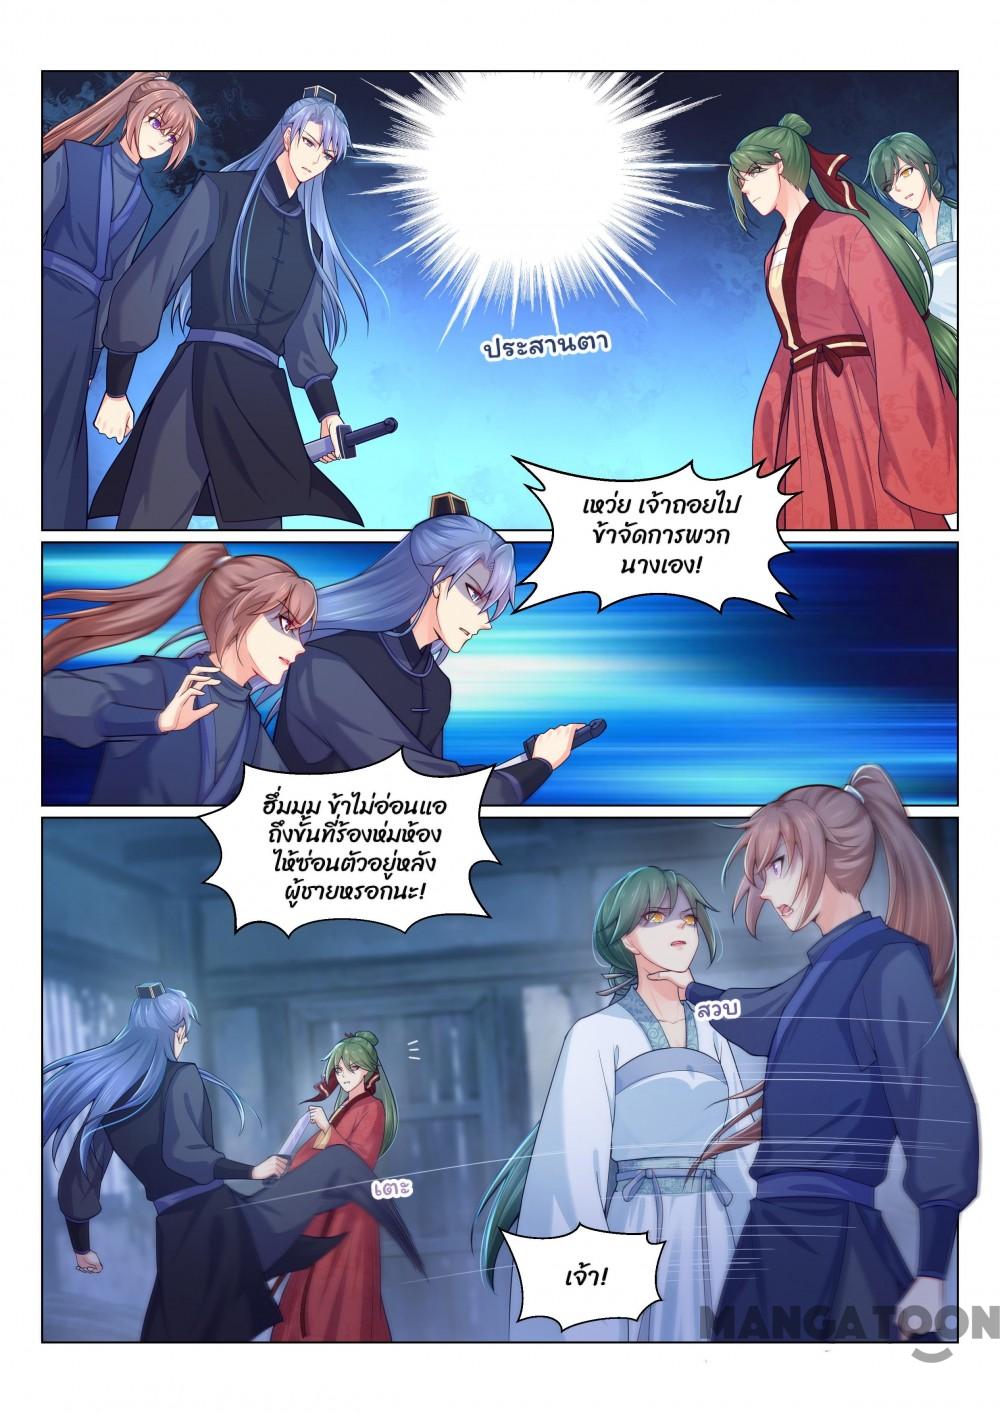 ประสานตา
เหว่ย เจ้าถอยไป
ข้าจัดการพวก
นางเอง!
ฮึ่มมม ข้าไม่อ่อนแอ
ถึงขั้นที่ร้องห่มห้อง
ไห้ซ่อนตัวอยู่หลัง
ผู้ชายหรอกนะ!
สวบ
เตะ
เจ้า!
MANGATOON